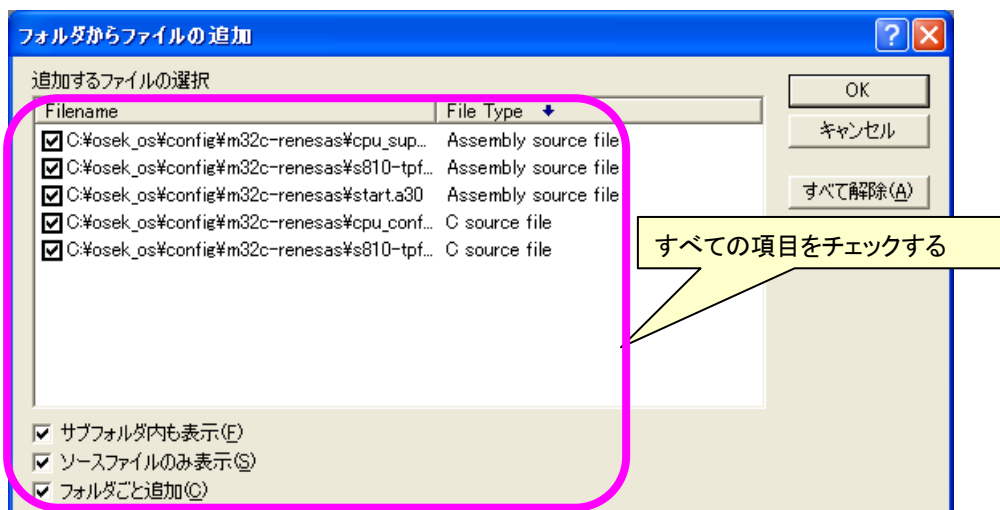 フォルダからファイルの追加
追加するファイルの選択
OK
Filename File Type
キャンセル
C:¥osek_os¥config¥m32c-renesas¥cpu_sup... Assembly source file
C:¥osek_os¥config¥m32c-renesas¥s810-tpf... Assembly source file
すべて解除(A)
C:¥osek_os¥config¥m32c-renesas¥start.a30 Assembly source file
C:¥osek_os¥config¥m32c-renesas¥cpu_conf... C source file
C:¥osek_os¥config¥m32c-renesas¥s810-tpf... C source file
すべての項目をチェックする
サブフォルダ内も表示(F)
ソースファイルのみ表示(S)
フォルダごと追加(C)